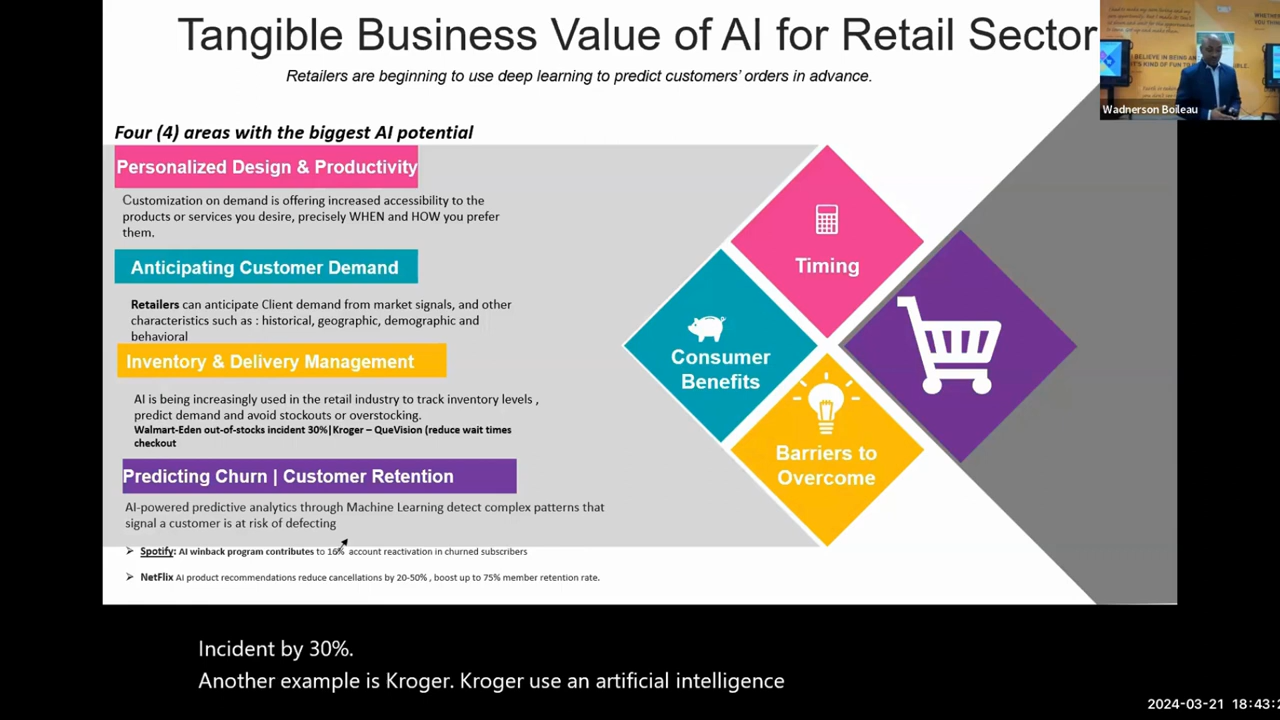 Tangible Business Value of AI for Retail Sector
Retailers are beginning to use deep learning to predict customers' orders in advance.
Wadnerson Boileau
Four (4) areas with the biggest AI potential
Personalized Design & Productivity
Customization on demand is offering increased accessibility to the
products or services you desire, precisely WHEN and HOW you prefer
them.
Anticipating Customer Demand
Retailers can anticipate Client demand from market signals, and other
characteristics such as : historical, geographic, demographic and
behavioral
Inventory & Delivery Management
AI is being increasingly used in the retail industry to track inventory levels ,
predict demand and avoid stockouts or overstocking.
Walmart-Eden out-of-stocks incident 30%|Kroger – QueVision (reduce wait times
checkout
Predicting Churn | Customer Retention
AI-powered predictive analytics through Machine Learning detect complex patterns that
signal a customer is at risk of defecting
➢ Spotify: AI winback program contributes to 16% account reactivation in churned subscribers
➢ NetFlix AI product recommendations reduce cancellations by 20-50% , boost up to 75% member retention rate.
Timing
Consumer
Benefits
Barriers to
Overcome
Incident by 30%.
Another example is Kroger. Kroger use an artificial intelligence
2024-03-21 18:43:2